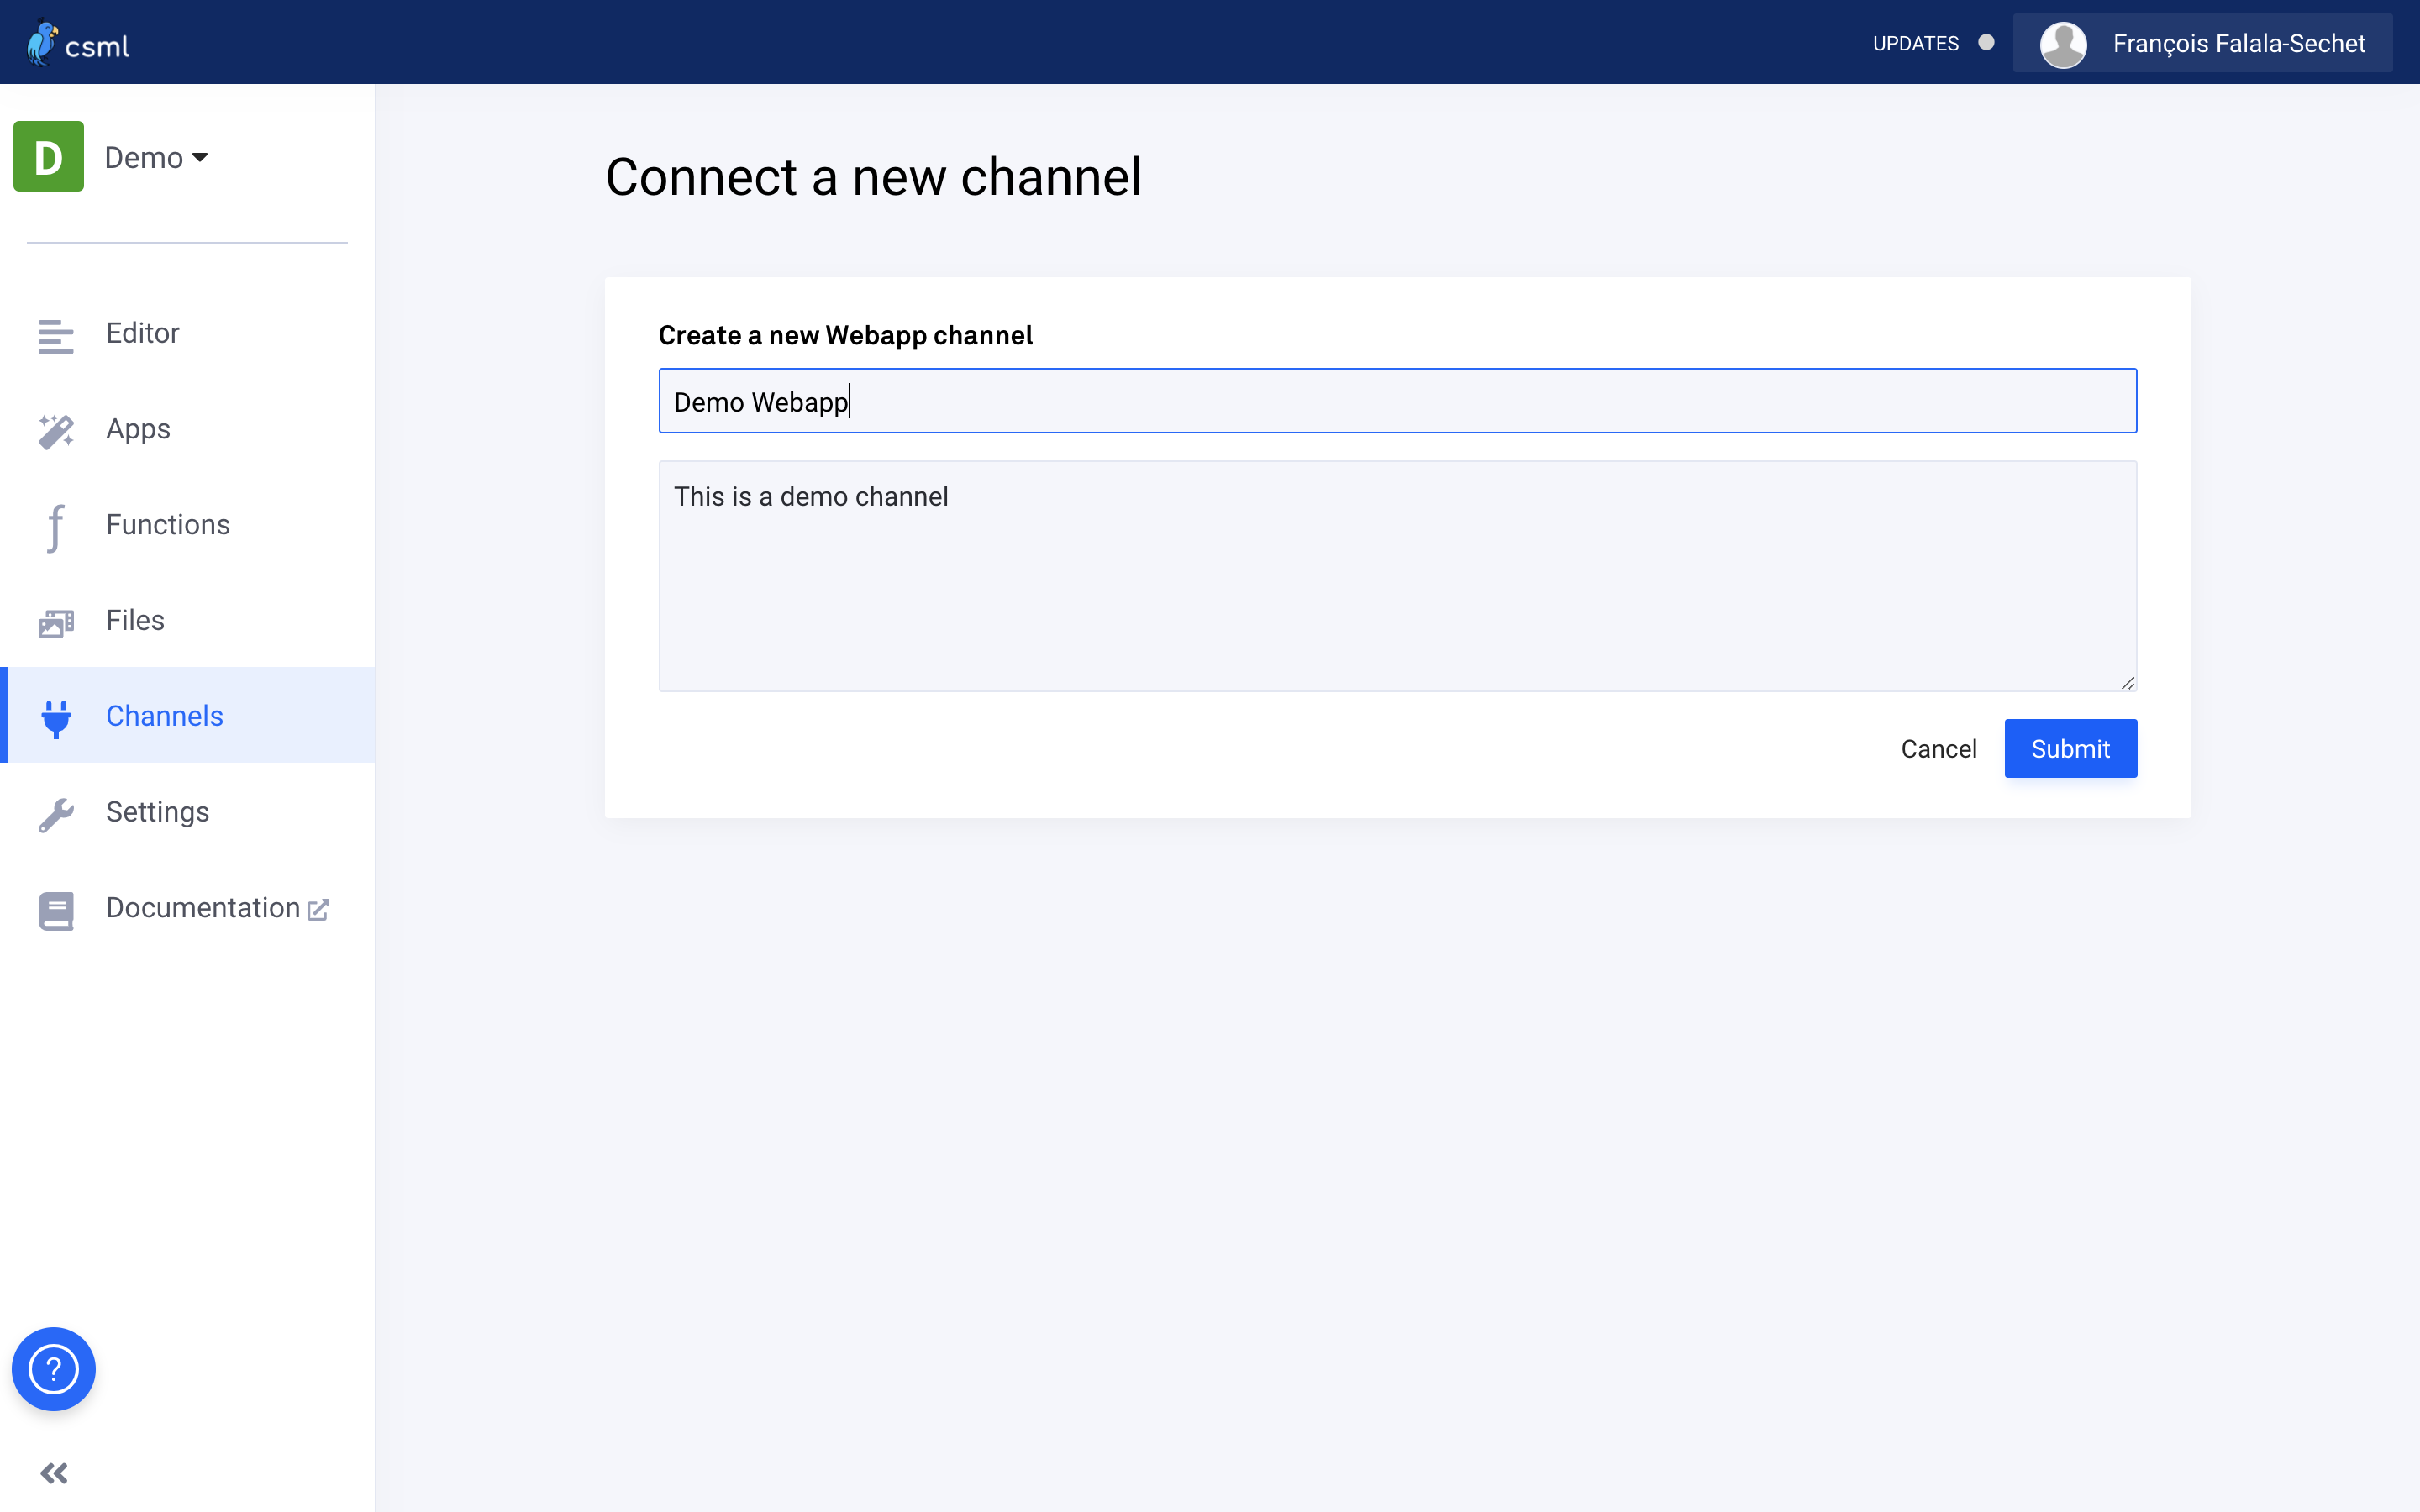 csml
UPDATES
François Falala-Sechet
D
Demo
Connect a new channel
Create a new Webapp channel
Demo Webapp
This is a demo channel
Cancel
Submit
Editor
Apps
Functions
Files
Channels
Settings
Documentation
?